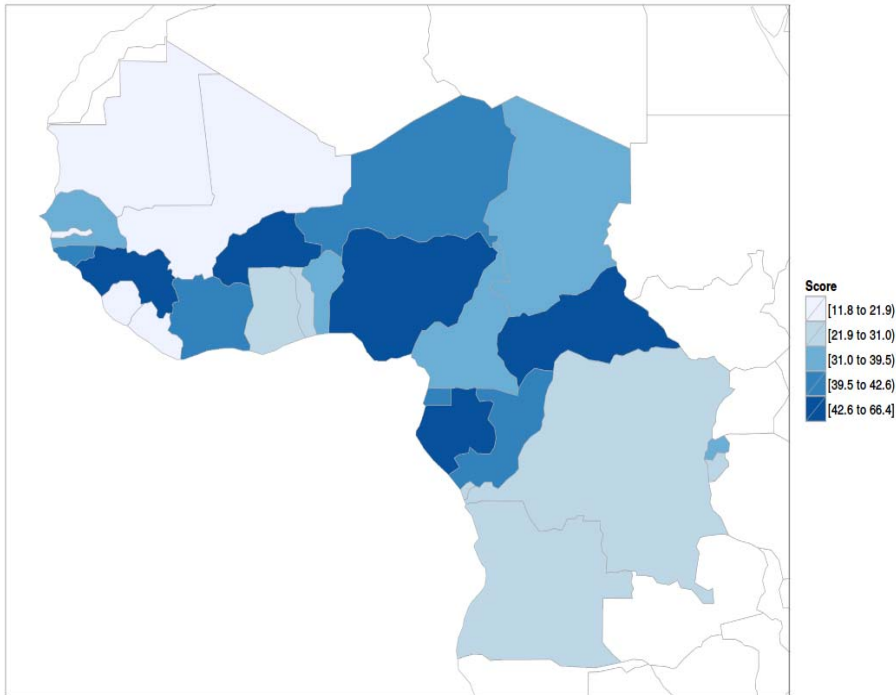 Score
[11.8 to 21.9)
[21.9 to 31.0)
[31.0 to 39.5)
[39.5 to 42.6)
[42.6 to 66.4]